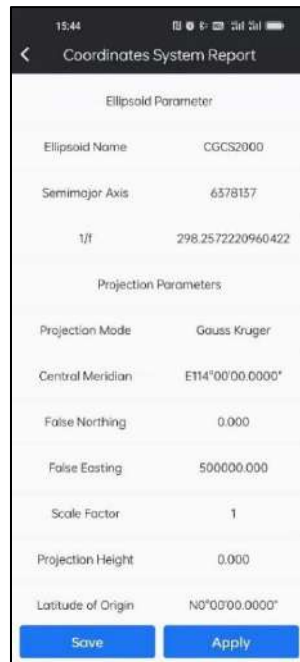 15:44
Coordinates System Report
Ellipsoid Parameter
Ellipsoid Name CGCS2000
Semimajor Axis 6378137
1/f 298.2572220960422
Projection Parameters
Projection Mode Gauss Kruger
Central Meridian E114°00'00.0000"
False Northing 0.000
False Easting 500000.000
Scale Factor 1
Projection Height 0.000
Latitude of Origin N0°00'00.0000"
Save Apply